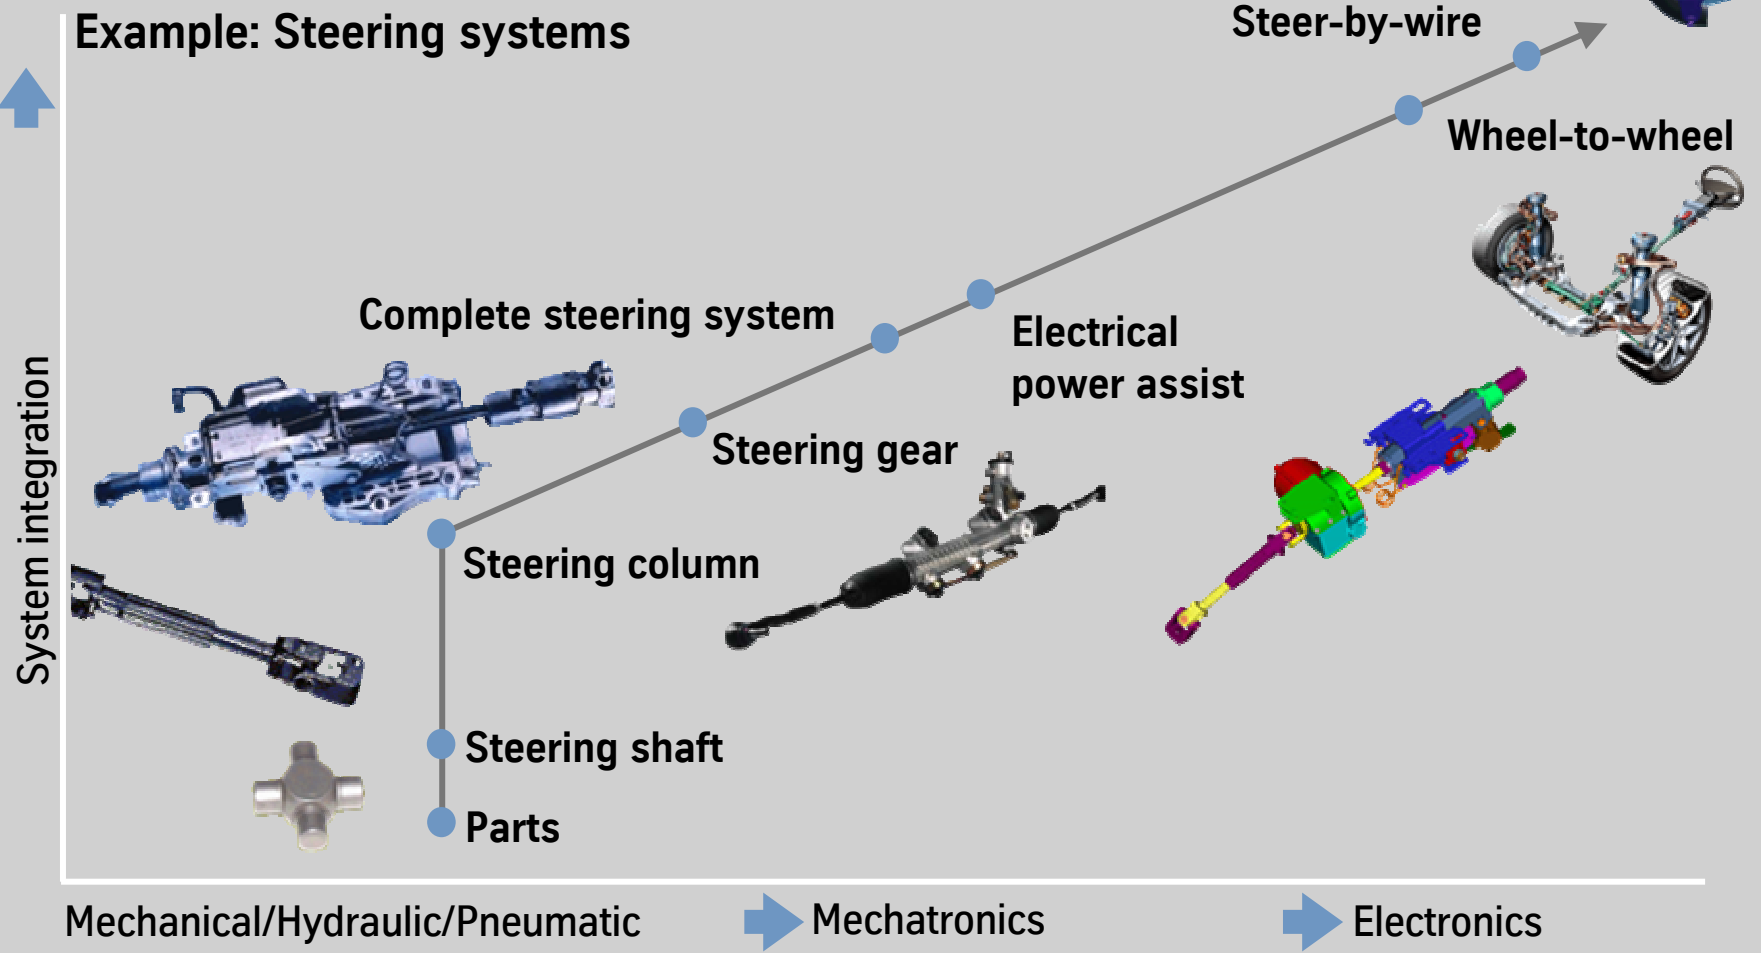 Example: Steering systems
Steer-by-wire
Wheel-to-wheel
Complete steering system
Electrical
power assist
Steering gear
Steering column
Steering shaft
Parts
System integration
Mechanical/Hydraulic/Pneumatic
Mechatronics
Electronics